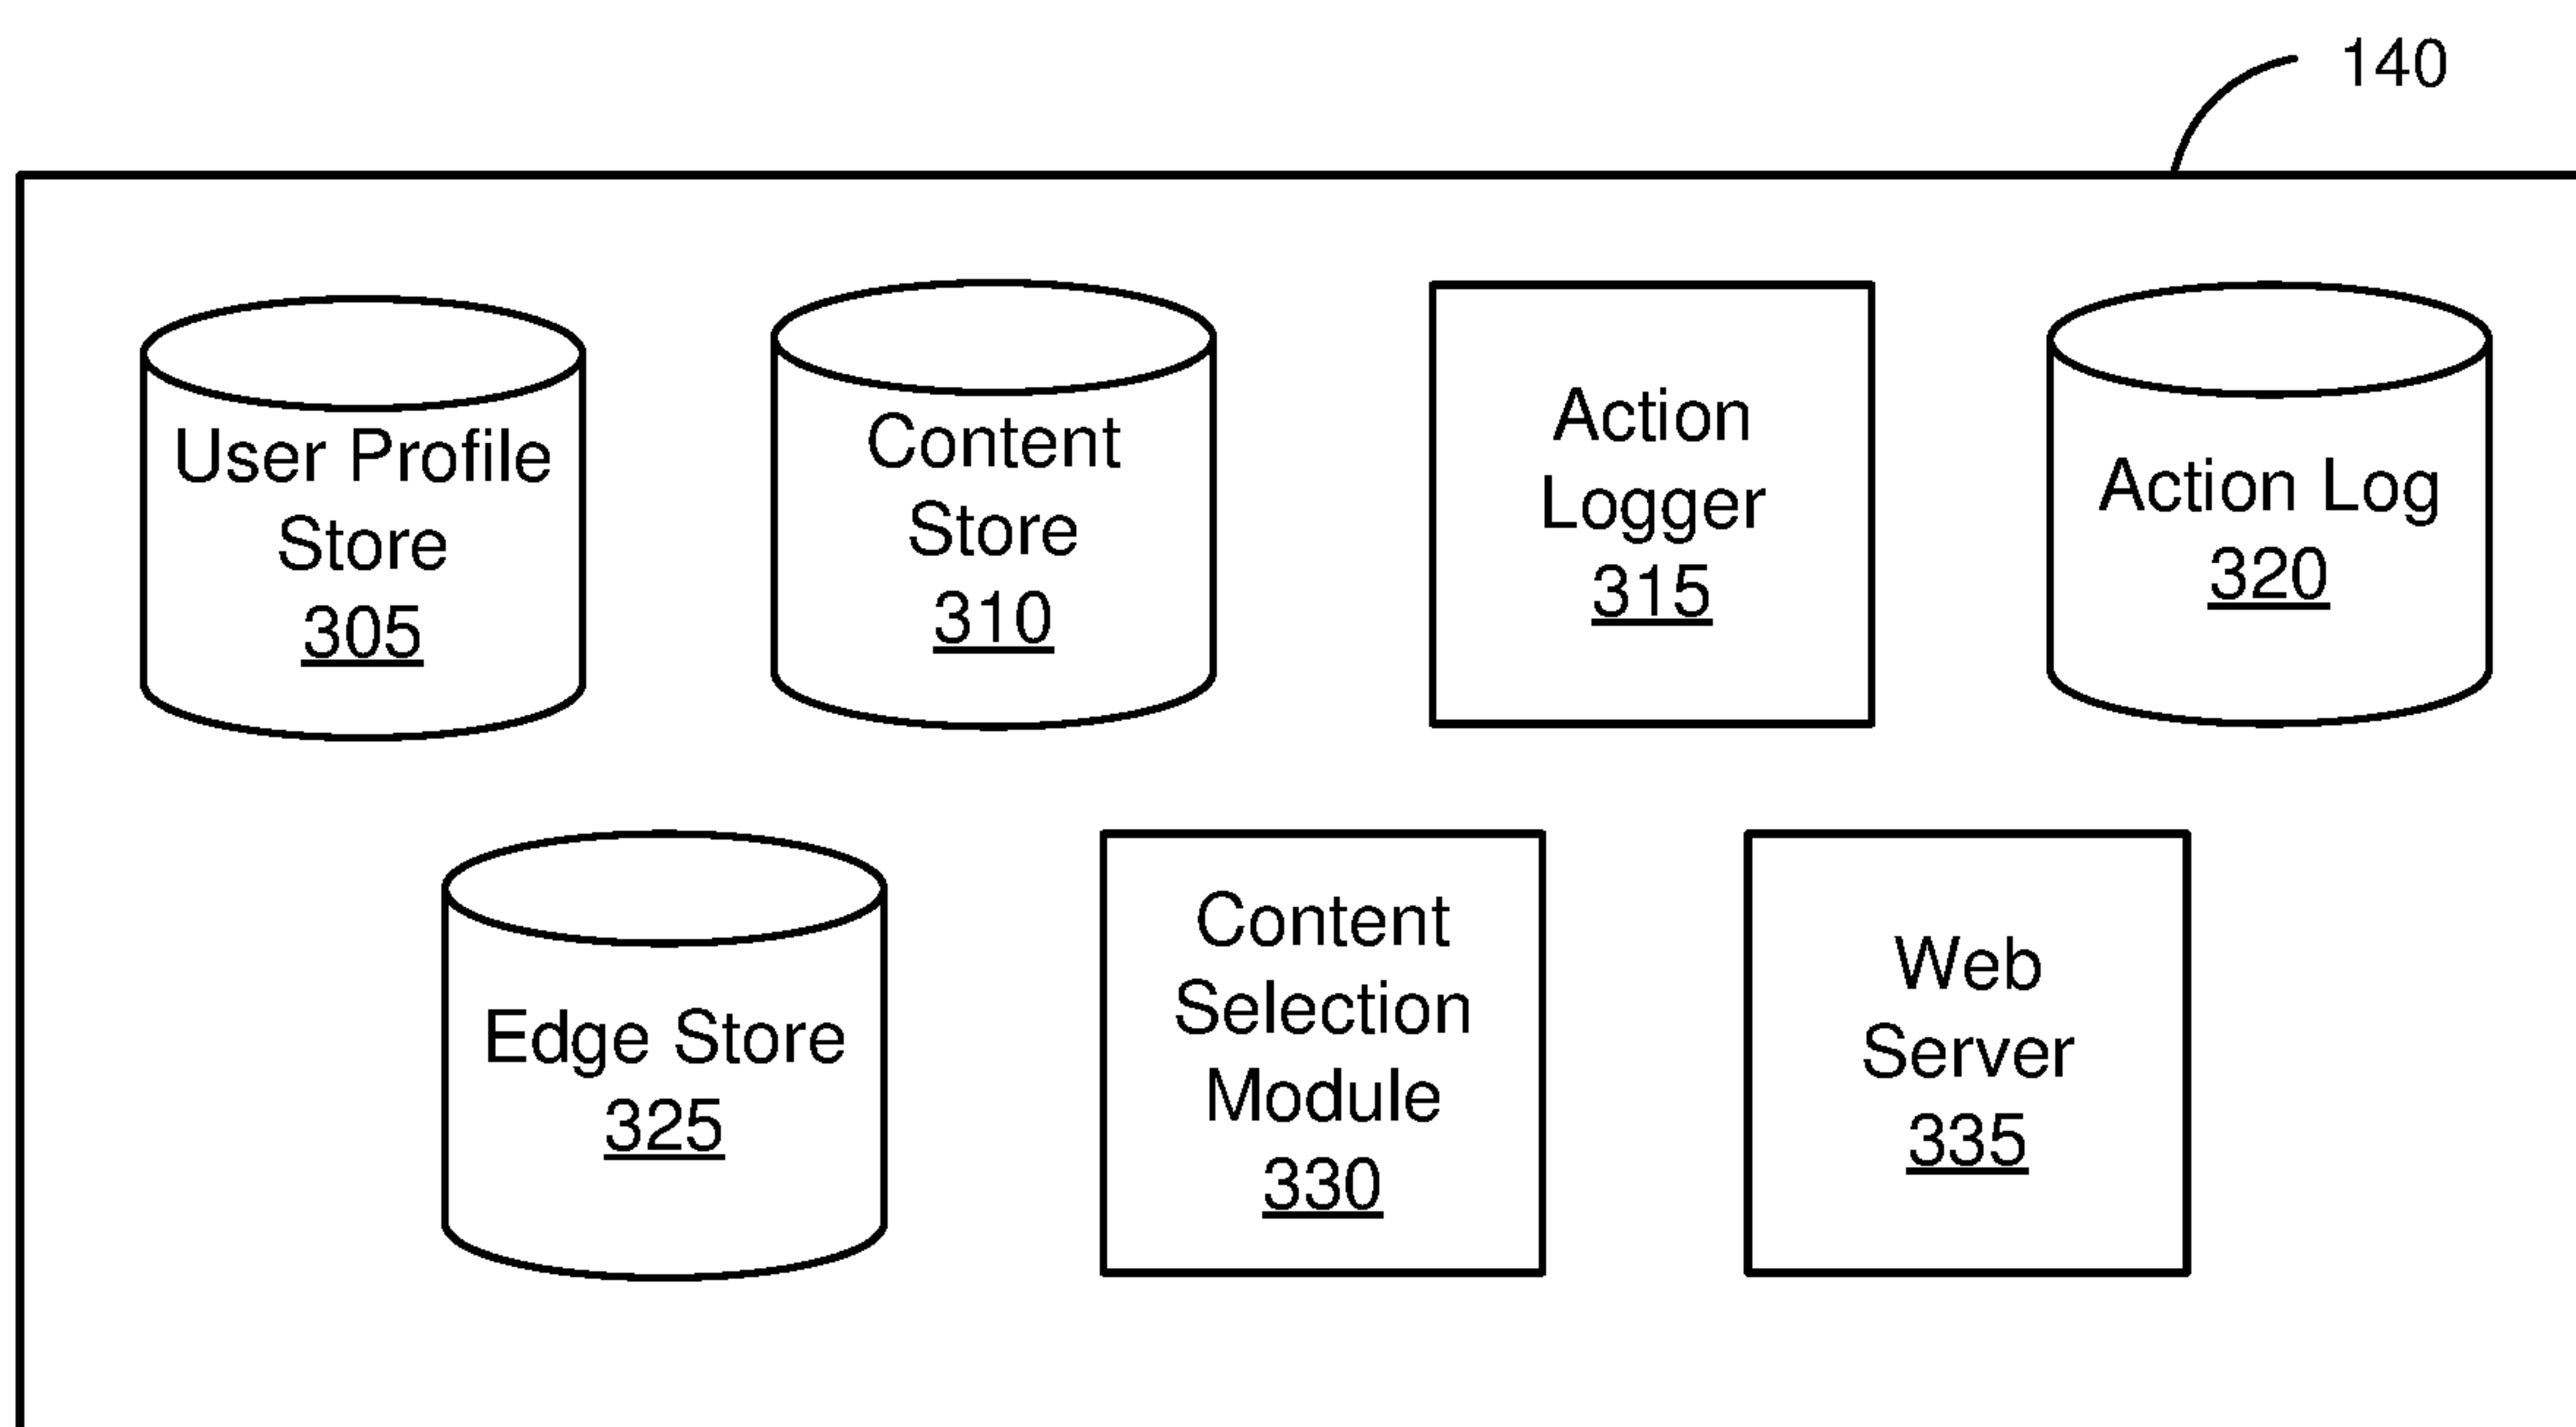 140
User Profile
Store
305
Content
Store
310
Action
Logger
315
Action Log
320
Edge Store
325
Content
Selection
Module
330
Web
Server
335